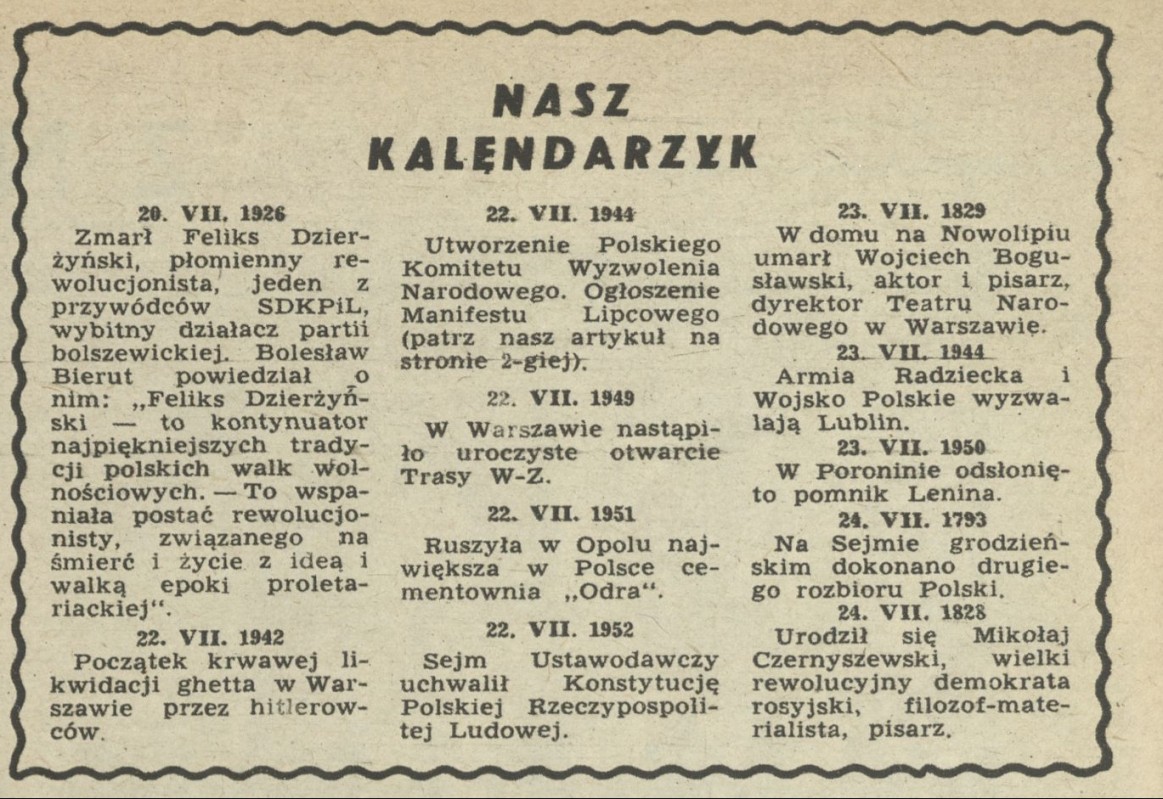 NASZ
KALENDARZYK
20. VII. 1926
Zmarł Feliks Dzier-
żyński, płomienny re-
wolucjonista, jeden z
przywódców SDKPiL,
wybitny działacz partii
bolszewickiej. Bolesław
Bierut powiedział o
nim: „Feliks Dzierżyń-
ski — to kontynuator
najpiękniejszych trady-
cji polskich walk wol-
nościowych. — To wspa-
niała postać rewolucjo-
nisty, związanego na
śmierć i życie z ideą i
walką epoki proleta-
riackiej“.
22. VII. 1942
Początek krwawej li-
kwidacji ghetta w War-
szawie przez hitlerow-
ców.
22. VII. 1944
Utworzenie Polskiego
Komitetu Wyzwolenia
Narodowego. Ogłoszenie
Manifestu Lipcowego
(patrz nasz artykuł na
stronie 2-giej).
22. VII. 1949
W Warszawie nastąpi-
ło uroczyste otwarcie
Trasy W-Z.
22. VII. 1951
Ruszyła w Opolu naj-
większa w Polsce ce-
mentownia „Odra“.
22. VII. 1952
Sejm Ustawodawczy
uchwalił Konstytucję
Polskiej Rzeczypospoli-
tej Ludowej.
23. VII. 1829
W domu na Nowolipiu
umarł Wojciech Bogu-
sławski, aktor i pisarz,
dyrektor Teatru Naro-
dowego w Warszawie.
23. VII. 1944
Armia Radziecka i
Wojsko Polskie wyzwa-
lają Lublin.
23. VII. 1950
W Poroninie odsłonię-
to pomnik Lenina.
24. VII. 1793
Na Sejmie grodzień-
skim dokonano drugie-
go rozbioru Polski.
24. VII. 1828
Urodził się Mikołaj
Czernyszewski, wielki
rewolucyjny demokrata
rosyjski, filozof-mate-
rialista, pisarz.